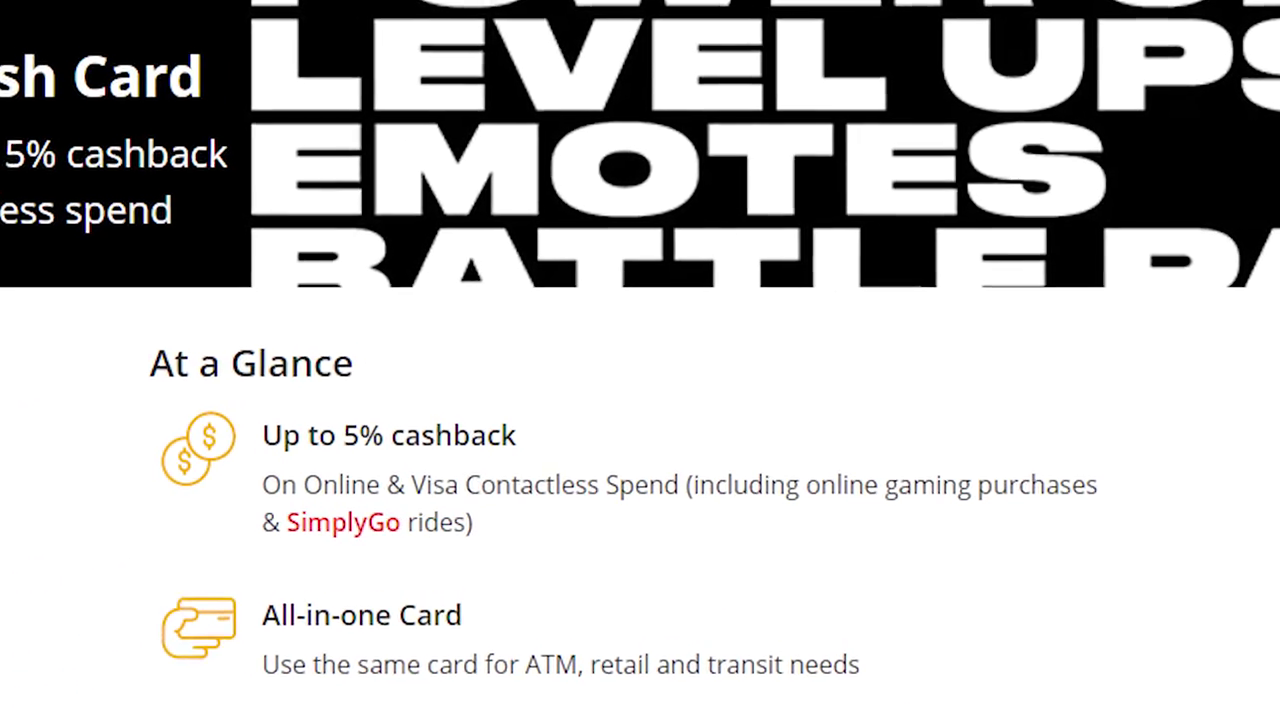 sh Card
5% cashback
ess spend
LEVEL UPS
EMOTES
BATTLE PA
At a Glance
Up to 5% cashback
On Online & Visa Contactless Spend (including online gaming purchases
& SimplyGo rides)
All-in-one Card
Use the same card for ATM, retail and transit needs